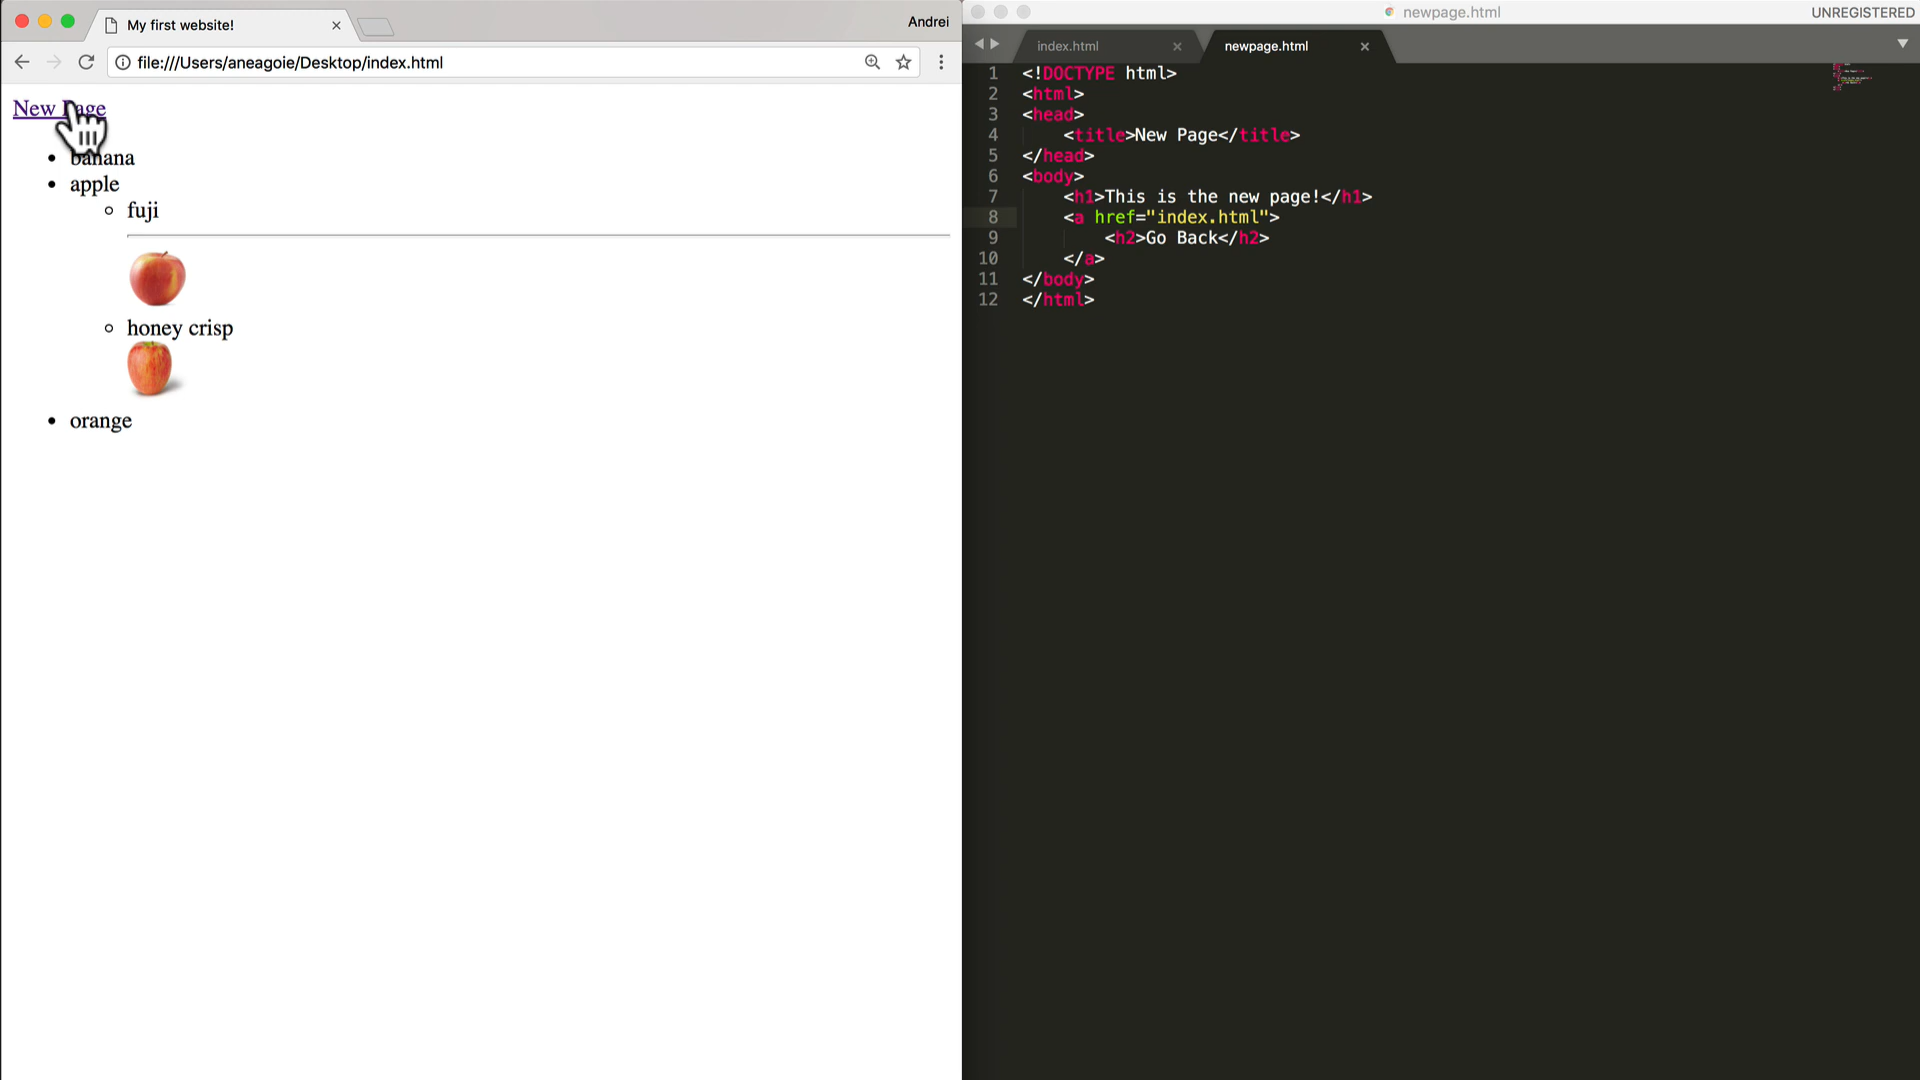 My first website!
Andrei
file:///Users/aneagoie/Desktop/index.html
New Page
banana
apple
fuji
honey crisp
orange
newpage.html
UNREGISTERED
index.html
newpage.html
1 <!DOCTYPE html>
2 <html>
3 <head>
4 <title>New Page</title>
5 </head>
6 <body>
7 <h1>This is the new page!</h1>
8 <a href="index.html">
9 <h2>Go Back</h2>
10 </a>
11 </body>
12 </html>